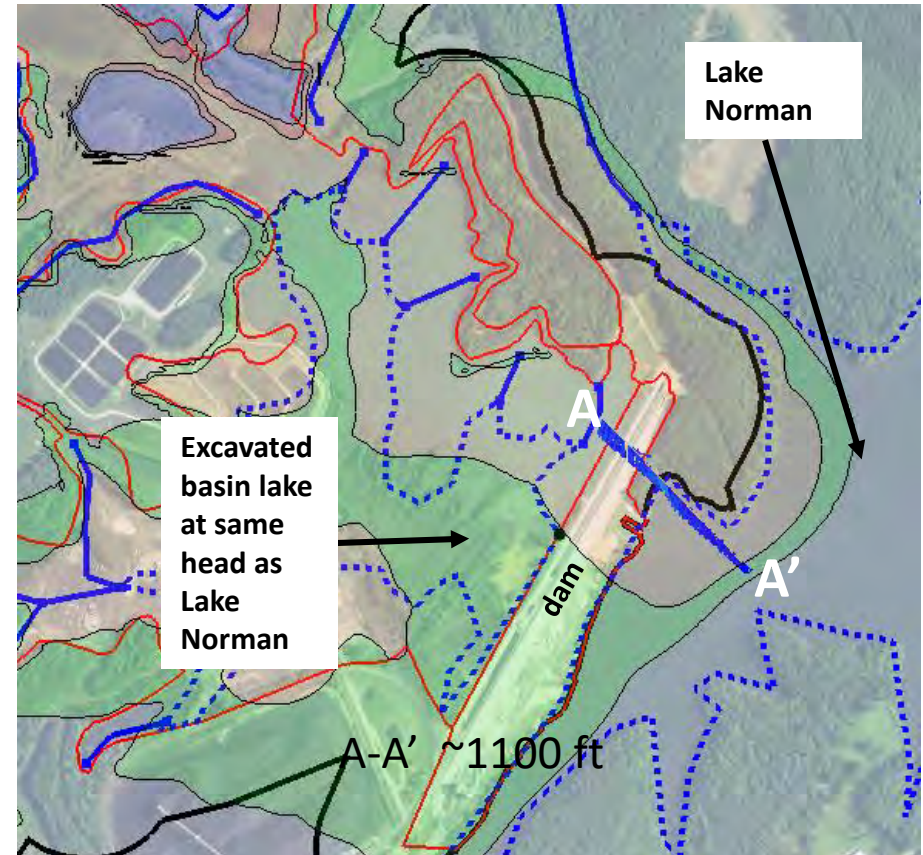 Lake
Norman
A
Excavated
basin lake
at same
head as
Lake
Norman
dam
A'
A-A' ~1100 ft